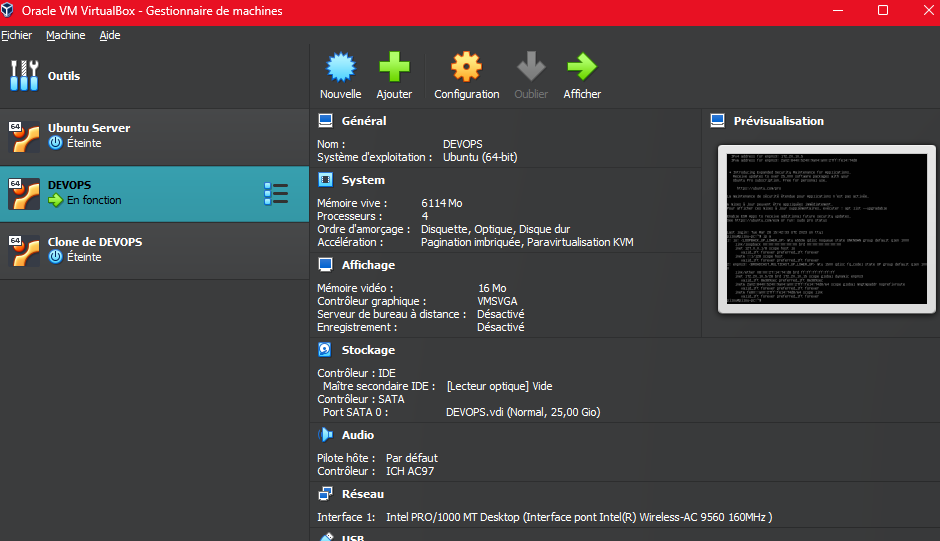 Oracle VM VirtualBox - Gestionnaire de machines
Fichier Machine Aide
Outils
Nouvelle Ajouter Configuration Oublier Afficher
64 Ubuntu Server
Éteinte
64 DEVOPS
En fonction
64 Clone de DEVOPS
Éteinte
Général
Nom : DEVOPS
Système d'exploitation : Ubuntu (64-bit)
System
Mémoire vive : 6114 Mo
Processeurs : 4
Ordre d'amorçage : Disquette, Optique, Disque dur
Accélération : Pagination imbriquée, Paravirtualisation KVM
Affichage
Mémoire vidéo : 16 Mo
Contrôleur graphique : VMSVGA
Serveur de bureau à distance : Désactivé
Enregistrement : Désactivé
Stockage
Contrôleur : IDE
Maître secondaire IDE : [Lecteur optique] Vide
Contrôleur : SATA
Port SATA 0 : DEVOPS.vdi (Normal, 25,00 Gio)
Audio
Pilote hôte : Par défaut
Contrôleur : ICH AC97
Réseau
Interface 1: Intel PRO/1000 MT Desktop (Interface pont Intel(R) Wireless-AC 9560 160MHz )
USB
Prévisualisation